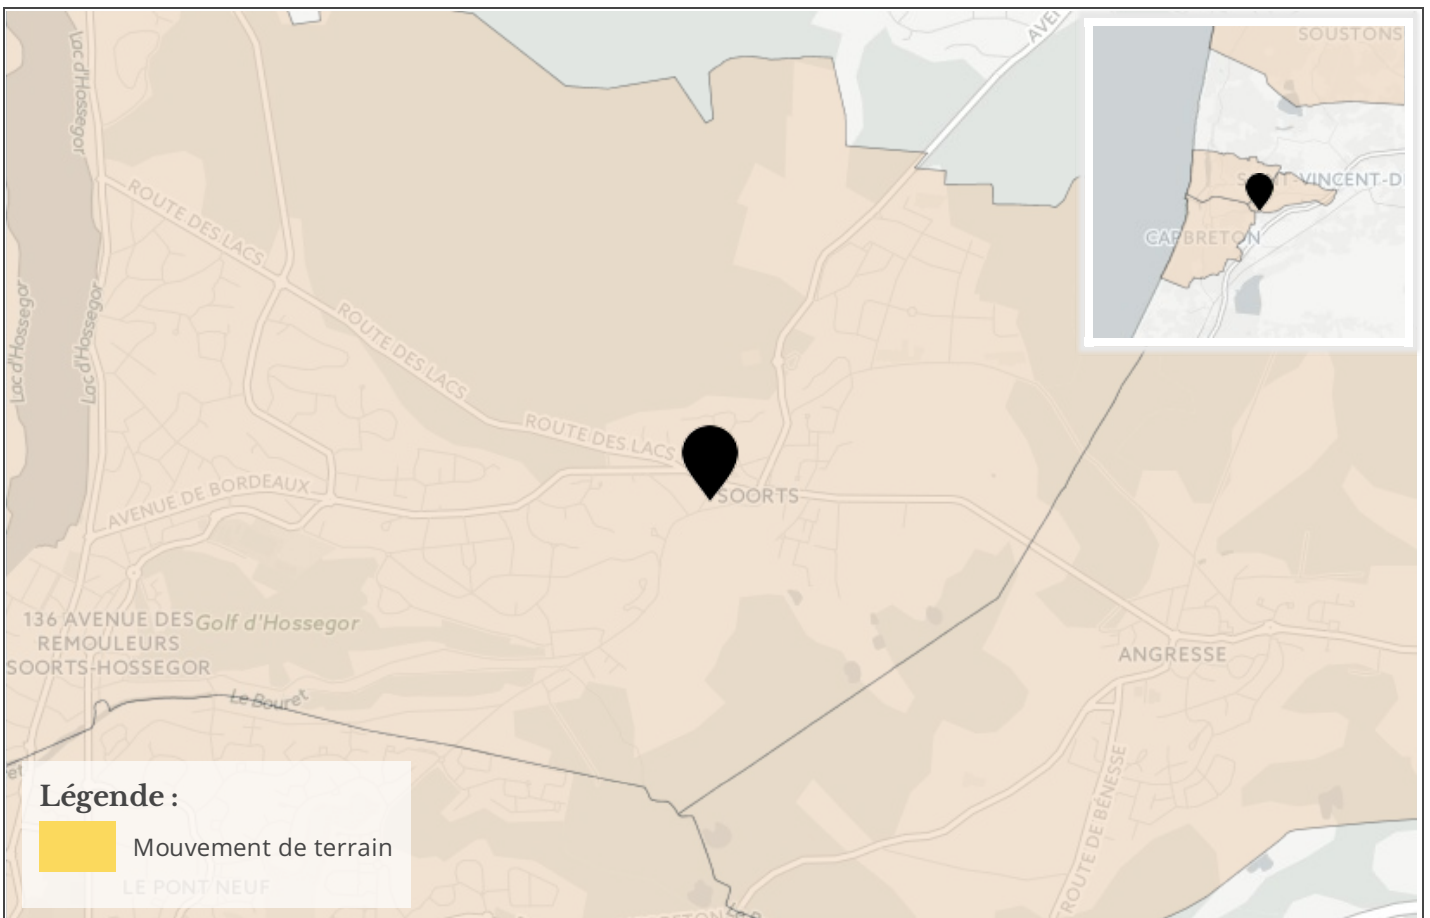 AVE
SOUSTONS
Lac d'Hossegor
ROUTE DES LACS
CAPBRETON
Lac d'Hossegor
Lac d'Hossegor
ROUTE DES LACS
ROUTE DES LACS
SOORTS
AVENUE DE BORDEAUX
136 AVENUE DES
REMOULEURS
SOORTS-HOSSEGOR
Golf d'Hossegor
ANGRESSE
Le Bouret
ROUTE DE BÉNESSE
Légende :
Mouvement de terrain
LE PONT NEUF